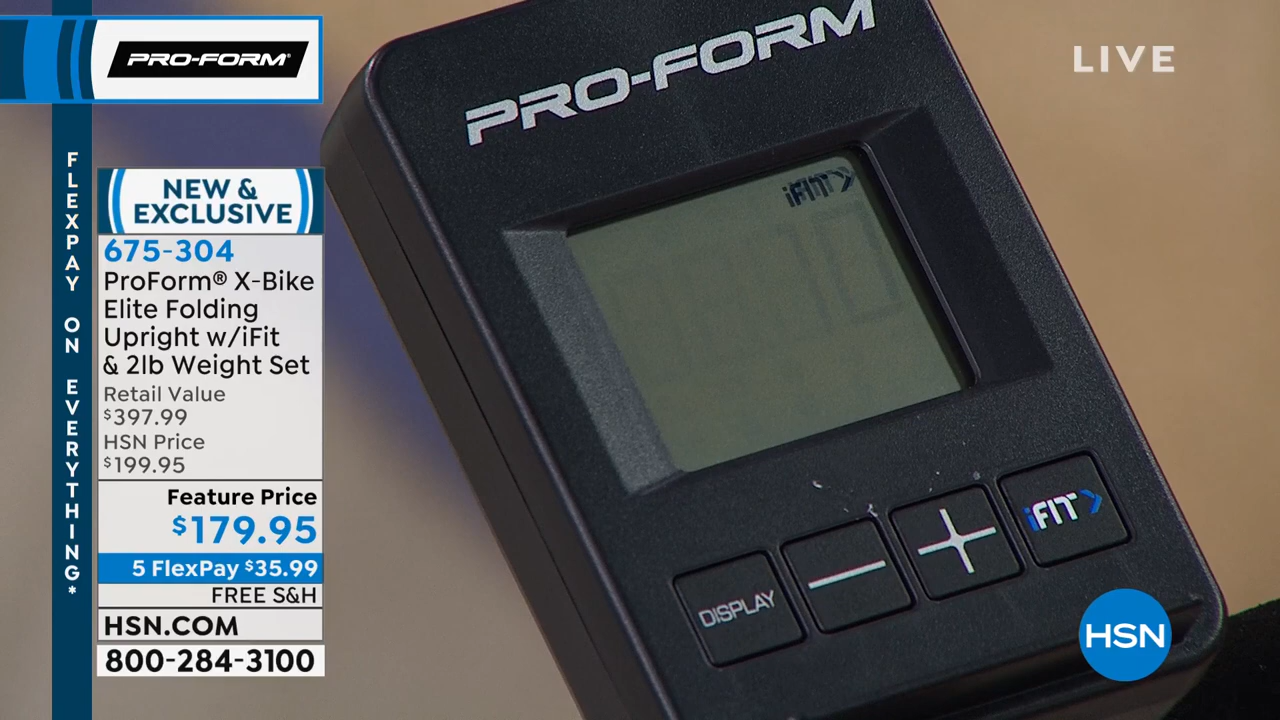 PRO-FORM®
FLEXPAY ON EVERYTHING*
NEW &
EXCLUSIVE
675-304
ProForm® X-Bike
Elite Folding
Upright w/iFit
& 2lb Weight Set
Retail Value
$397.99
HSN Price
$199.95
Feature Price
$179.95
5 FlexPay $35.99
FREE S&H
HSN.COM
800-284-3100
PRO-FORM
iFIT
10
DISPLAY
iFIT
LIVE
HSN